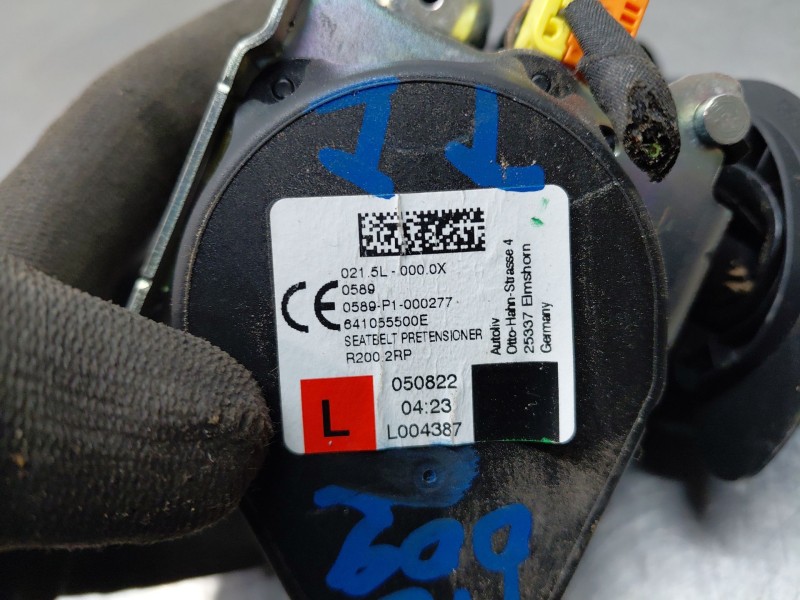 021.5L - 000.0X
CE
0589
0589-P1-000277
641055500E
SEATBELT PRETENSIONER
R200.2RP
Autoliv
Otto-Hahn-Strasse 4
25337 Elmshorn
Germany
L
050822
04:23
L004387